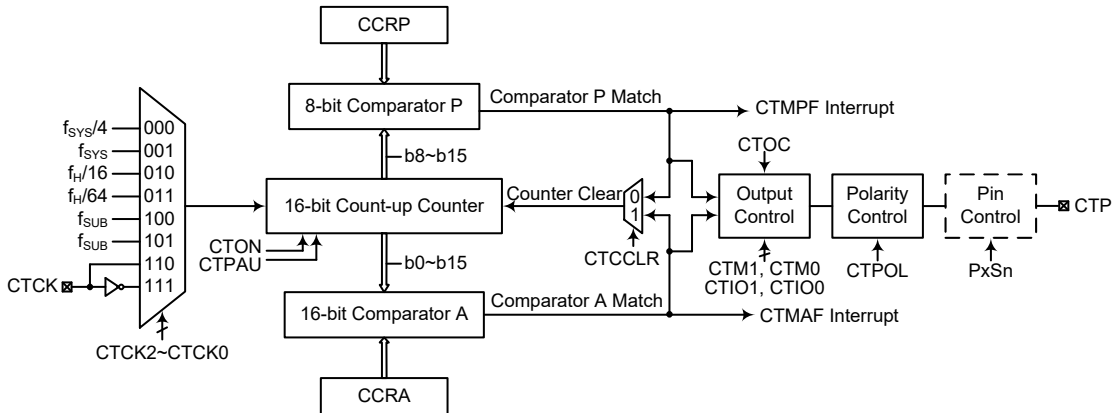 CCRP
8-bit Comparator P
Comparator P Match
CTMPF Interrupt
b8~b15
fSYS/4
000
fSYS
001
fH/16
010
fH/64
011
fSUB
100
fSUB
101
110
111
CTCK
CTCK2~CTCK0
16-bit Count-up Counter
CTON
CTPAU
Counter Clear
0
1
CTCCLR
CTOC
Output
Control
CTM1, CTM0
CTIO1, CTIO0
Polarity
Control
CTPOL
Pin
Control
PxSn
CTP
b0~b15
16-bit Comparator A
Comparator A Match
CTMAF Interrupt
CCRA